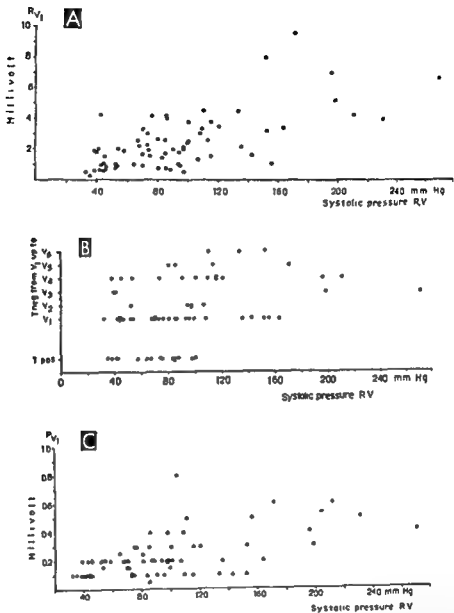 A
R V1
Millivolt
10
8
6
4
2
40
80
120
160
200
240 mm Hg
Systolic pressure RV
B
T neg from V1 up to
V6
V5
V4
V3
V2
V1
T pos
0
40
80
120
160
200
240 mm Hg
Systolic pressure RV
C
P V1
Millivolt
1.0
0.8
0.6
0.4
0.2
40
80
120
160
200
240 mm Hg
Systolic pressure RV